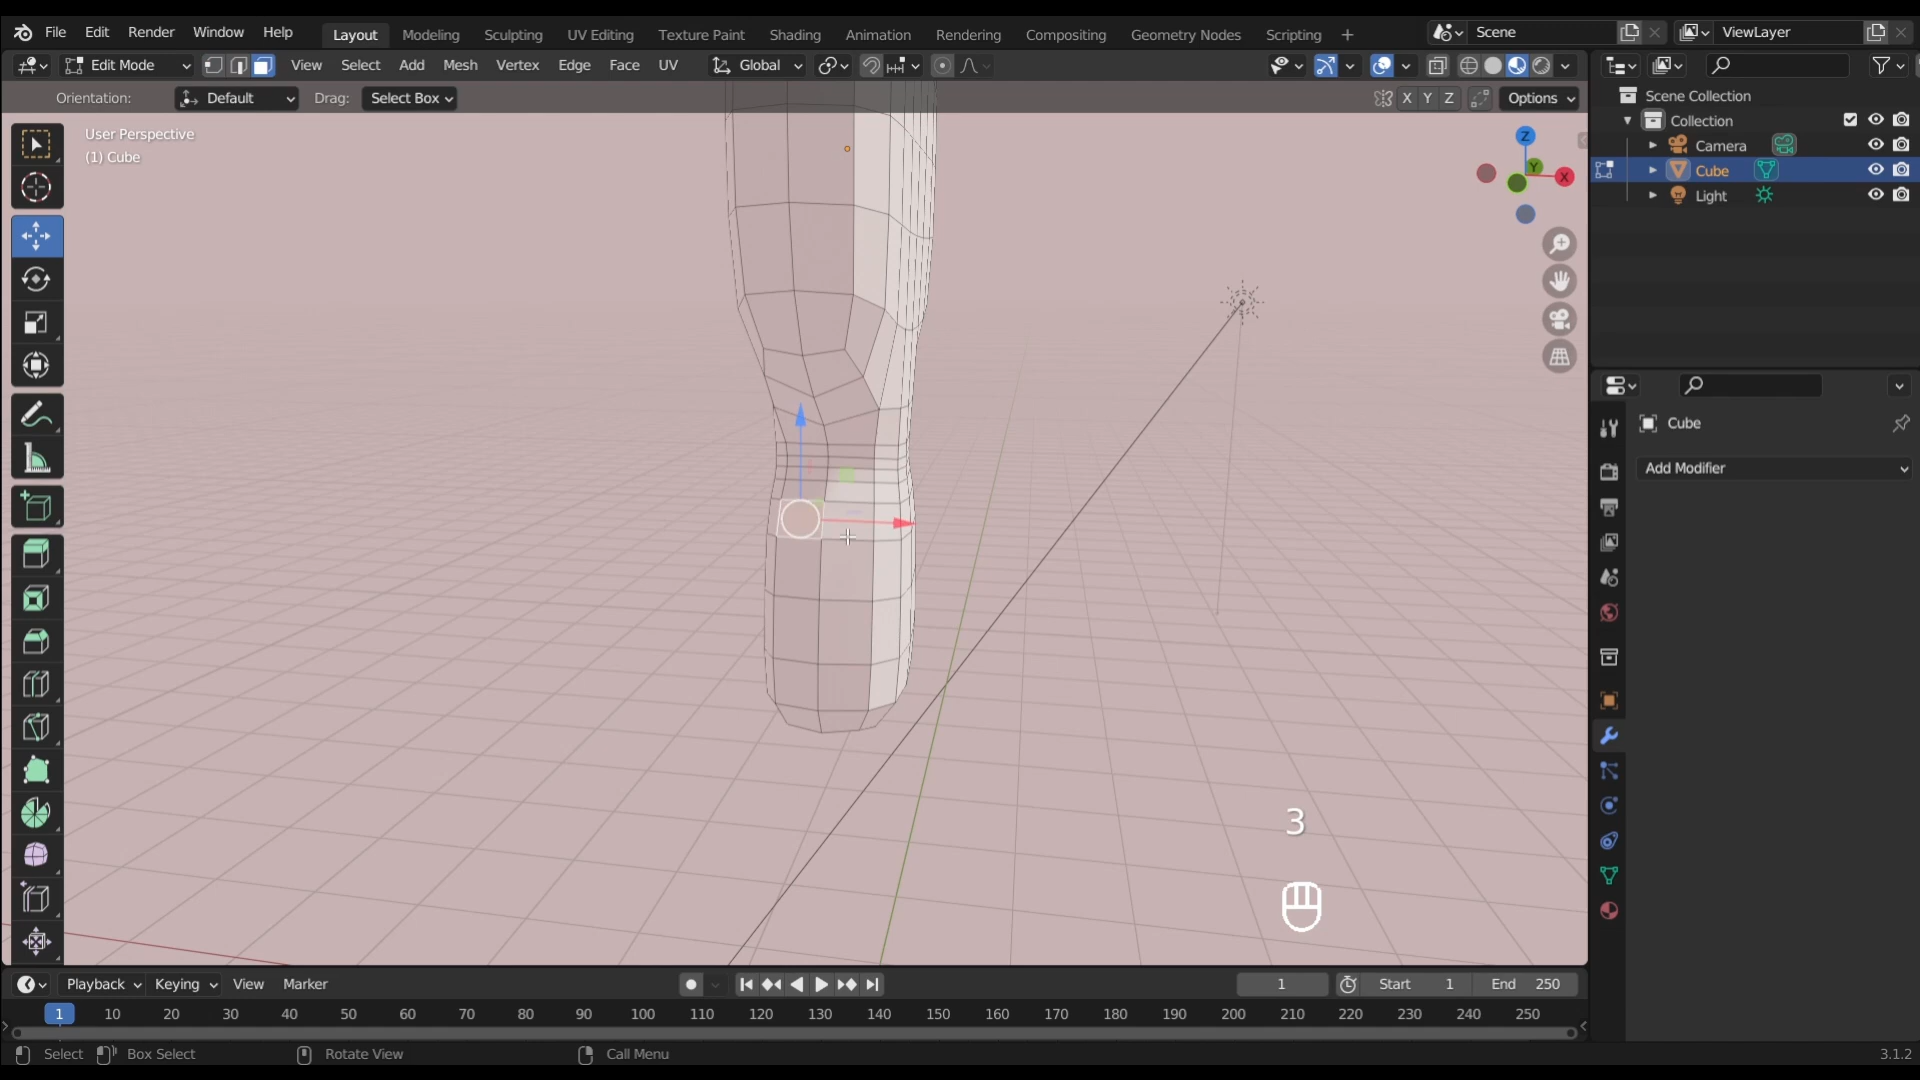 File Edit Render Window Help Layout Modeling Sculpting UV Editing Texture Paint Shading Animation Rendering Compositing Geometry Nodes Scripting + Scene ViewLayer
Edit Mode View Select Add Mesh Vertex Edge Face UV Global
Orientation: Default Drag: Select Box X Y Z Options
User Perspective
(1) Cube
Z
Y
X
Scene Collection
Collection
Camera
Cube
Light
Cube
Add Modifier
3
Playback Keying View Marker 1 Start 1 End 250
1 10 20 30 40 50 60 70 80 90 100 110 120 130 140 150 160 170 180 190 200 210 220 230 240 250
Select Box Select Rotate View Call Menu 3.1.2